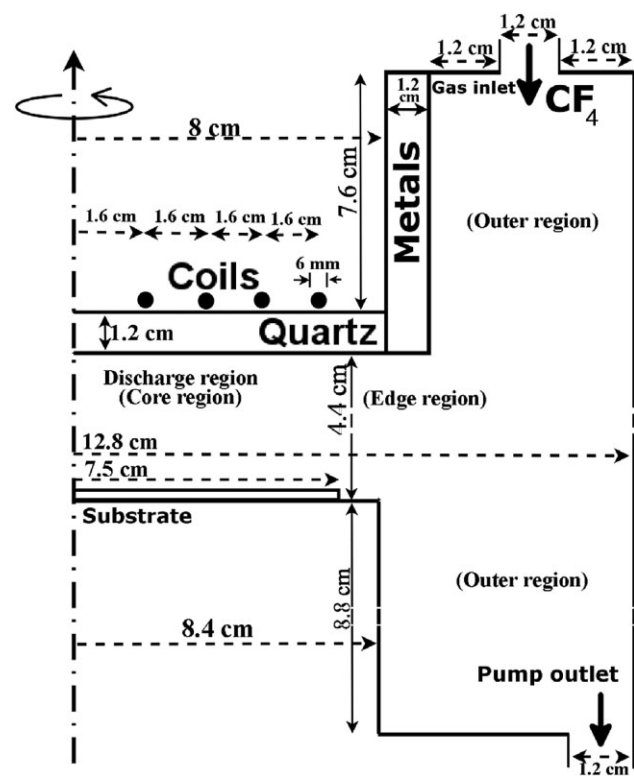 1.2 cm
1.2 cm
1.2 cm
Gas inlet
CF4
1.2
cm
8 cm
7.6 cm
Metals
(Outer region)
1.6 cm
1.6 cm
1.6 cm
1.6 cm
6 mm
Coils
1.2 cm
Quartz
Discharge region
(Core region)
4.4 cm
(Edge region)
12.8 cm
7.5 cm
Substrate
(Outer region)
8.8 cm
8.4 cm
Pump outlet
1.2 cm